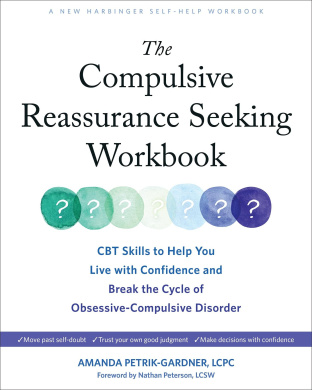 A NEW HARBINGER SELF-HELP WORKBOOK
The
Compulsive
Reassurance Seeking
Workbook
? ? ? ? ? ? ?
CBT Skills to Help You
Live with Confidence and
Break the Cycle of
Obsessive-Compulsive Disorder
✓Move past self-doubt ✓Trust your own good judgment ✓Make decisions with confidence
AMANDA PETRIK-GARDNER, LCPC
Foreword by Nathan Peterson, LCSW